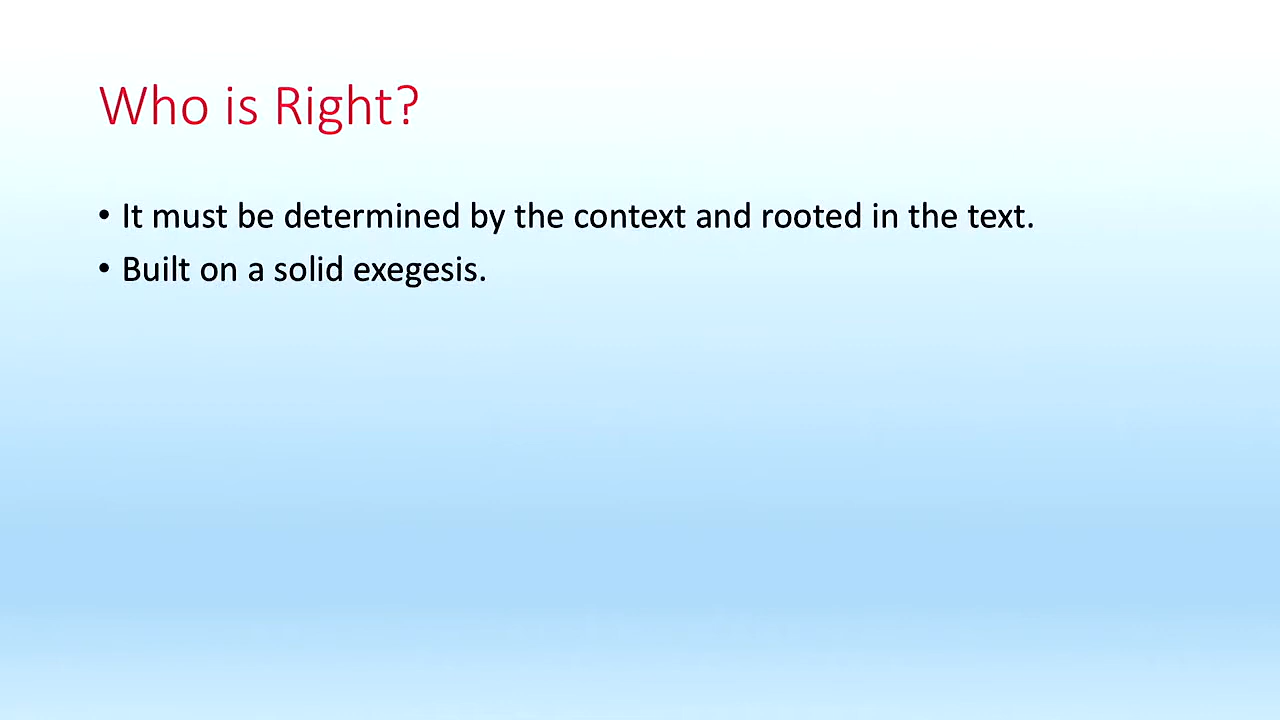 Who is Right?
• It must be determined by the context and rooted in the text.
• Built on a solid exegesis.